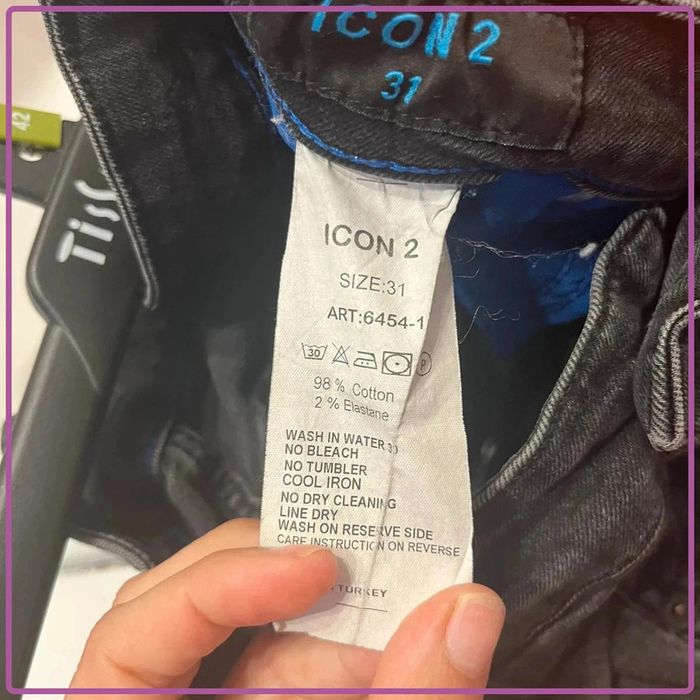 ICON 2
31
42
Tiss
ICON 2
SIZE:31
ART:6454-1
30
P
98 % Cotton
2 % Elastane
WASH IN WATER 30
NO BLEACH
NO TUMBLER
COOL IRON
NO DRY CLEANING
LINE DRY
WASH ON RESERVE SIDE
CARE INSTRUCTION ON REVERSE
TURKEY